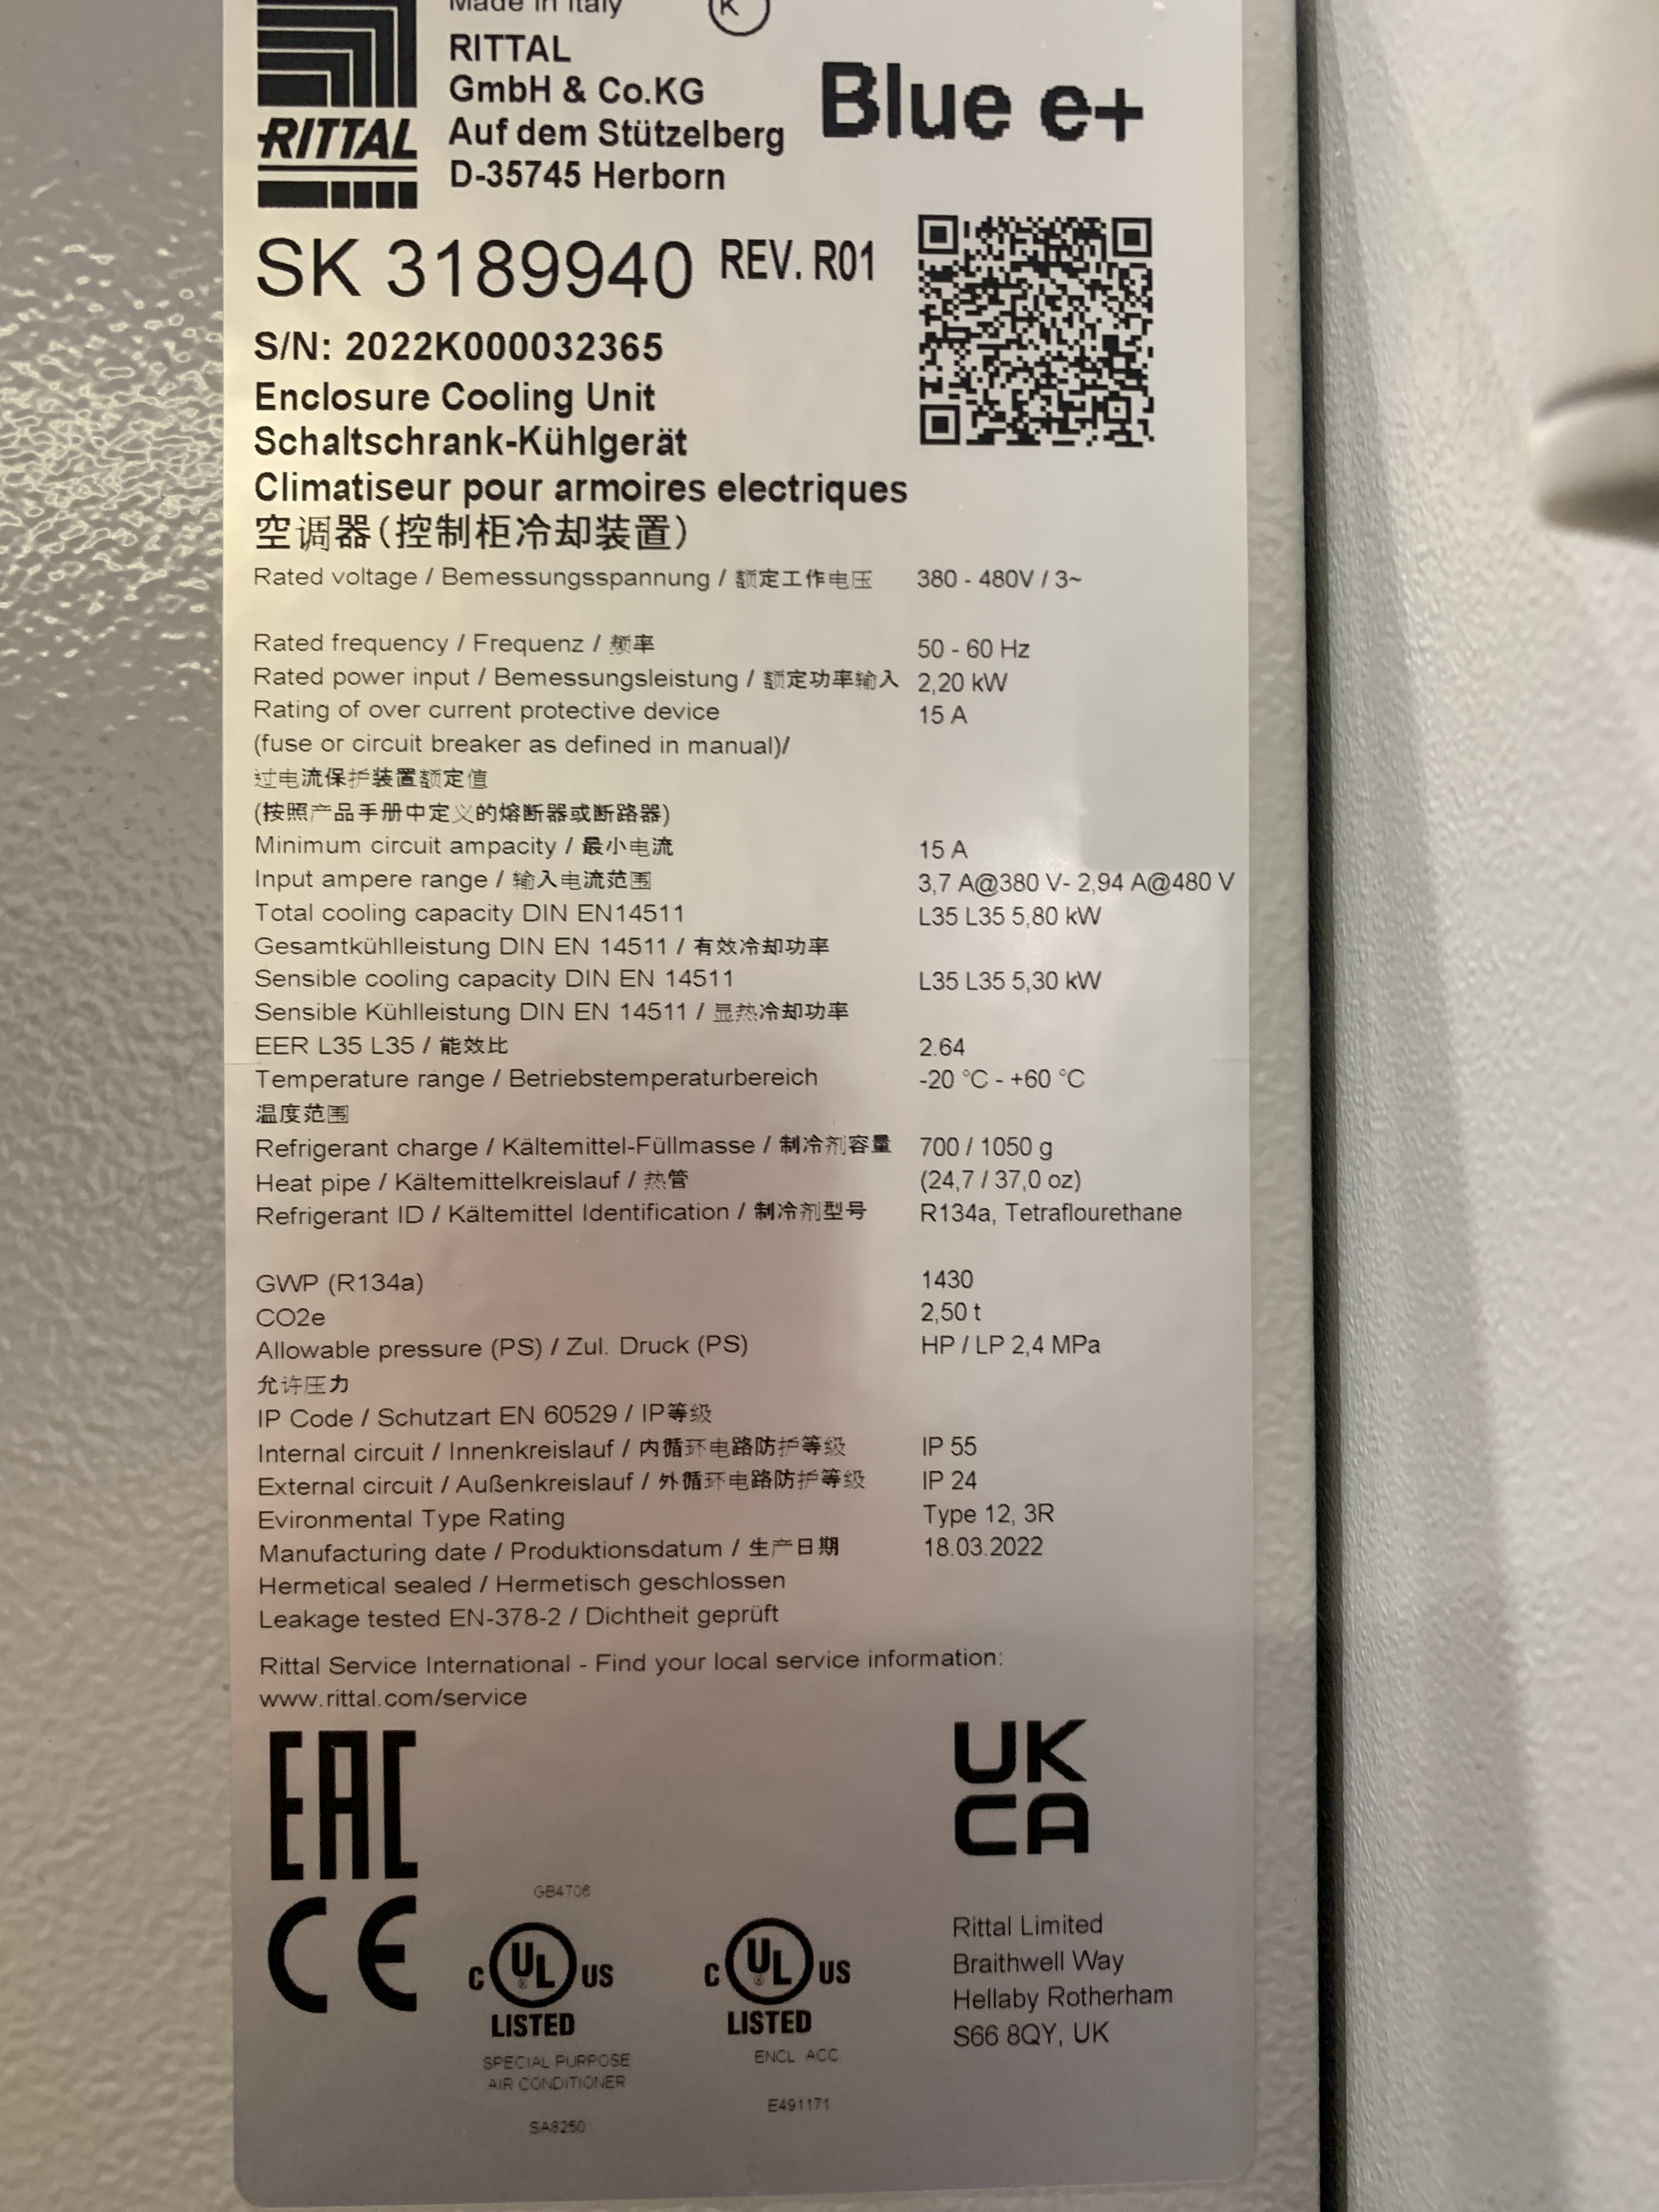 Made in Italy
K
RITTAL
GmbH & Co.KG
Auf dem Stützelberg
D-35745 Herborn
RITTAL
Blue e+
SK 3189940 REV. R01
S/N: 2022K000032365
Enclosure Cooling Unit
Schaltschrank-Kühlgerät
Climatiseur pour armoires electriques
空调器(控制柜冷却装置)
Rated voltage / Bemessungsspannung / 额定工作电压 380 - 480V / 3~
Rated frequency / Frequenz / 频率 50 - 60 Hz
Rated power input / Bemessungsleistung / 额定功率输入 2,20 kW
Rating of over current protective device 15 A
(fuse or circuit breaker as defined in manual)/
过电流保护装置额定值
(按照产品手册中定义的熔断器或断路器)
Minimum circuit ampacity / 最小电流 15 A
Input ampere range / 输入电流范围 3,7 A@380 V- 2,94 A@480 V
Total cooling capacity DIN EN14511 L35 L35 5,80 kW
Gesamtkühlleistung DIN EN 14511 / 有效冷却功率
Sensible cooling capacity DIN EN 14511 L35 L35 5,30 kW
Sensible Kühlleistung DIN EN 14511 / 显热冷却功率
EER L35 L35 / 能效比 2.64
Temperature range / Betriebstemperaturbereich -20 °C - +60 °C
温度范围
Refrigerant charge / Kältemittel-Füllmasse / 制冷剂容量 700 / 1050 g
Heat pipe / Kältemittelkreislauf / 热管 (24,7 / 37,0 oz)
Refrigerant ID / Kältemittel Identification / 制冷剂型号 R134a, Tetraflourethane
GWP (R134a) 1430
CO2e 2,50 t
Allowable pressure (PS) / Zul. Druck (PS) HP / LP 2,4 MPa
允许压力
IP Code / Schutzart EN 60529 / IP等级
Internal circuit / Innenkreislauf / 内循环电路防护等级 IP 55
External circuit / Außenkreislauf / 外循环电路防护等级 IP 24
Evironmental Type Rating Type 12, 3R
Manufacturing date / Produktionsdatum / 生产日期 18.03.2022
Hermetical sealed / Hermetisch geschlossen
Leakage tested EN-378-2 / Dichtheit geprüft
Rittal Service International - Find your local service information:
www.rittal.com/service
EAC
UK
CA
CE
GB4706
C UL US
LISTED
SPECIAL PURPOSE
AIR CONDITIONER
SA8250
C UL US
LISTED
ENCL ACC
E491171
Rittal Limited
Braithwell Way
Hellaby Rotherham
S66 8QY, UK